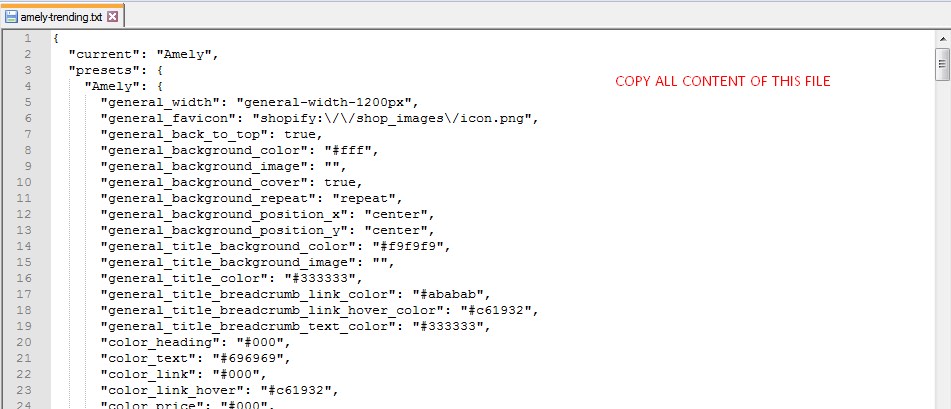 amely-trending.txt
1 {
2 "current": "Amely",
3 "presets": {
COPY ALL CONTENT OF THIS FILE
4 "Amely": {
5 "general_width": "general-width-1200px",
6 "general_favicon": "shopify:\/\/shop_images\/icon.png",
7 "general_back_to_top": true,
8 "general_background_color": "#fff",
9 "general_background_image": "",
10 "general_background_cover": true,
11 "general_background_repeat": "repeat",
12 "general_background_position_x": "center",
13 "general_background_position_y": "center",
14 "general_title_background_color": "#f9f9f9",
15 "general_title_background_image": "",
16 "general_title_color": "#333333",
17 "general_title_breadcrumb_link_color": "#ababab",
18 "general_title_breadcrumb_link_hover_color": "#c61932",
19 "general_title_breadcrumb_text_color": "#333333",
20 "color_heading": "#000",
21 "color_text": "#696969",
22 "color_link": "#000",
23 "color_link_hover": "#c61932",
24 "color_price": "#000",